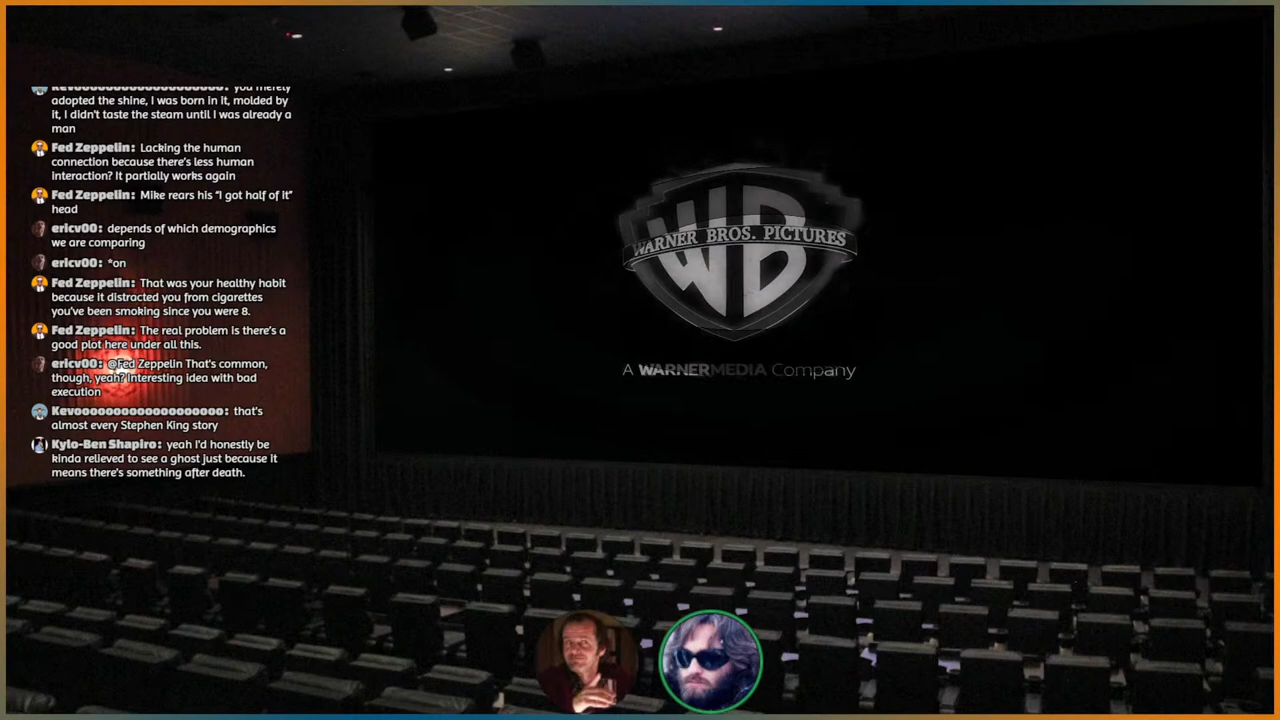 Kevooooooooooooooooooo: you merely
adopted the shine, I was born in it, molded by
it, I didn't taste the steam until I was already a
man
Fed Zeppelin: Lacking the human
connection because there's less human
interaction? It partially works again
Fed Zeppelin: Mike rears his “I got half of it”
head
ericv00: depends of which demographics
we are comparing
ericv00: *on
Fed Zeppelin: That was your healthy habit
because it distracted you from cigarettes
you've been smoking since you were 8.
Fed Zeppelin: The real problem is there's a
good plot here under all this.
ericv00: @Fed Zeppelin That's common,
though, yeah? Interesting idea with bad
execution
Kevooooooooooooooooooo: that's
almost every Stephen King story
Kylo-Ben Shapiro: yeah I'd honestly be
kinda relieved to see a ghost just because it
means there's something after death.
WB
WARNER BROS. PICTURES
A WARNERMEDIA Company